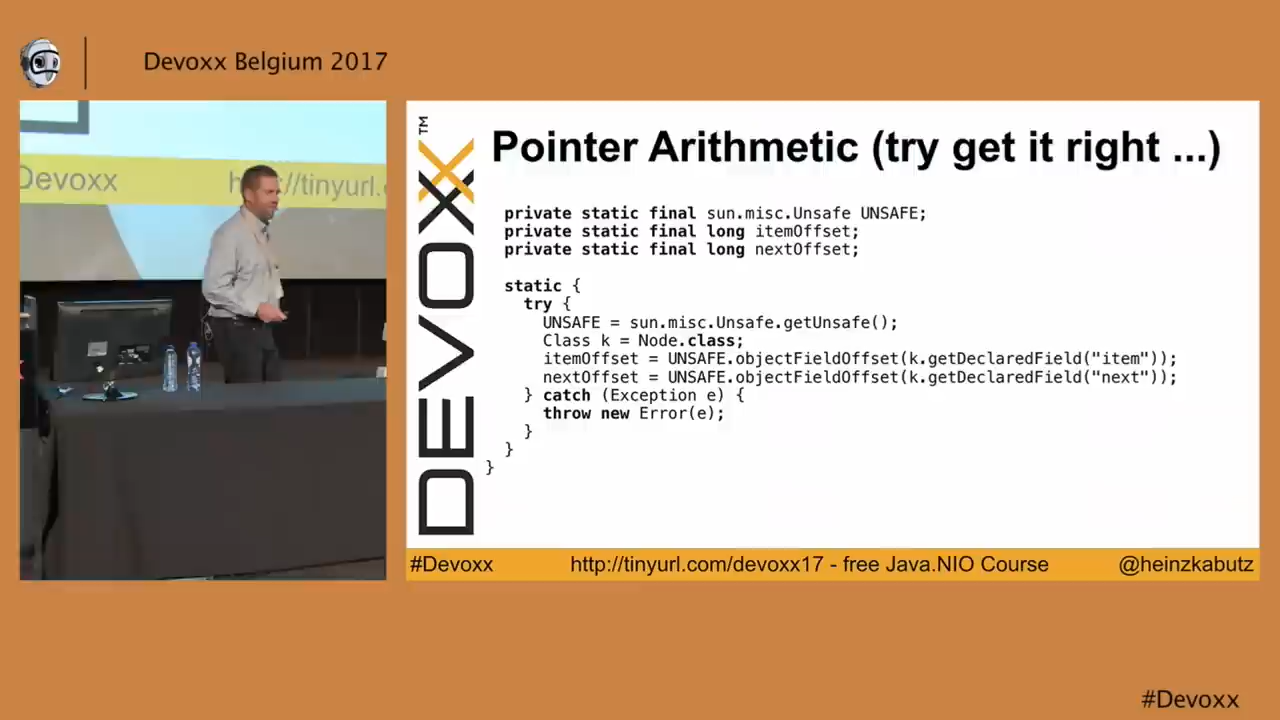 Devoxx Belgium 2017
Devoxx
http://tinyurl.c
DEVOXX™
Pointer Arithmetic (try get it right ...)
private static final sun.misc.Unsafe UNSAFE;
private static final long itemOffset;
private static final long nextOffset;
static {
try {
UNSAFE = sun.misc.Unsafe.getUnsafe();
Class k = Node.class;
itemOffset = UNSAFE.objectFieldOffset(k.getDeclaredField("item"));
nextOffset = UNSAFE.objectFieldOffset(k.getDeclaredField("next"));
} catch (Exception e) {
throw new Error(e);
}
}
}
#Devoxx
http://tinyurl.com/devoxx17 - free Java.NIO Course
@heinzkabutz
#Devoxx